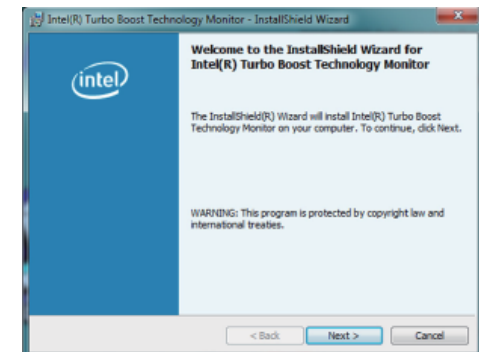 Intel(R) Turbo Boost Technology Monitor - InstallShield Wizard
Welcome to the InstallShield Wizard for
Intel(R) Turbo Boost Technology Monitor
(intel)
The InstallShield(R) Wizard will install Intel(R) Turbo Boost
Technology Monitor on your computer. To continue, click Next.
WARNING: This program is protected by copyright law and
international treaties.
< Back
Next >
Cancel